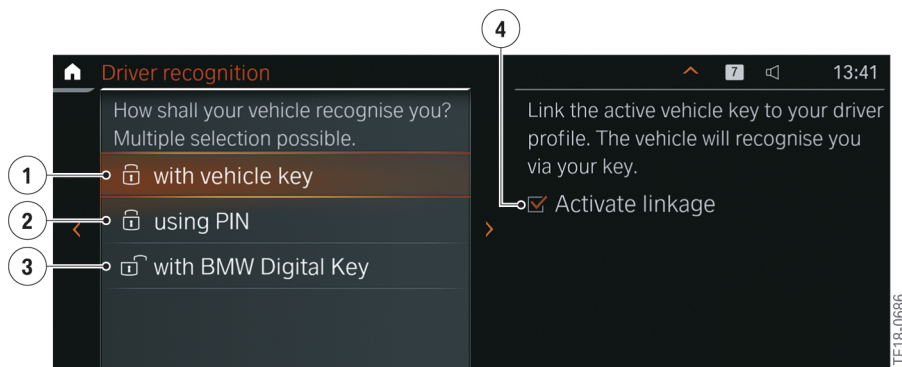 4
Driver recognition
7
13:41
How shall your vehicle recognise you?
Multiple selection possible.
1
with vehicle key
2
using PIN
3
with BMW Digital Key
Link the active vehicle key to your driver
profile. The vehicle will recognise you
via your key.
Activate linkage
TE18-0686